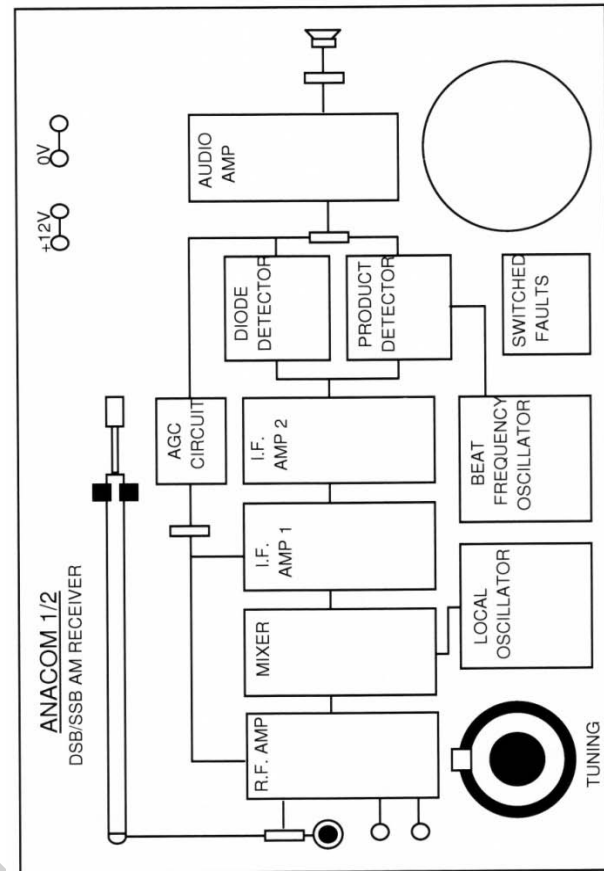 ANACOM 1/2
DSB/SSB AM RECEIVER
+12V
0V
R.F. AMP
MIXER
I.F.
AMP 1
I.F.
AMP 2
AGC
CIRCUIT
DIODE
DETECTOR
PRODUCT
DETECTOR
AUDIO
AMP
TUNING
LOCAL
OSCILLATOR
BEAT
FREQUENCY
OSCILLATOR
SWITCHED
FAULTS